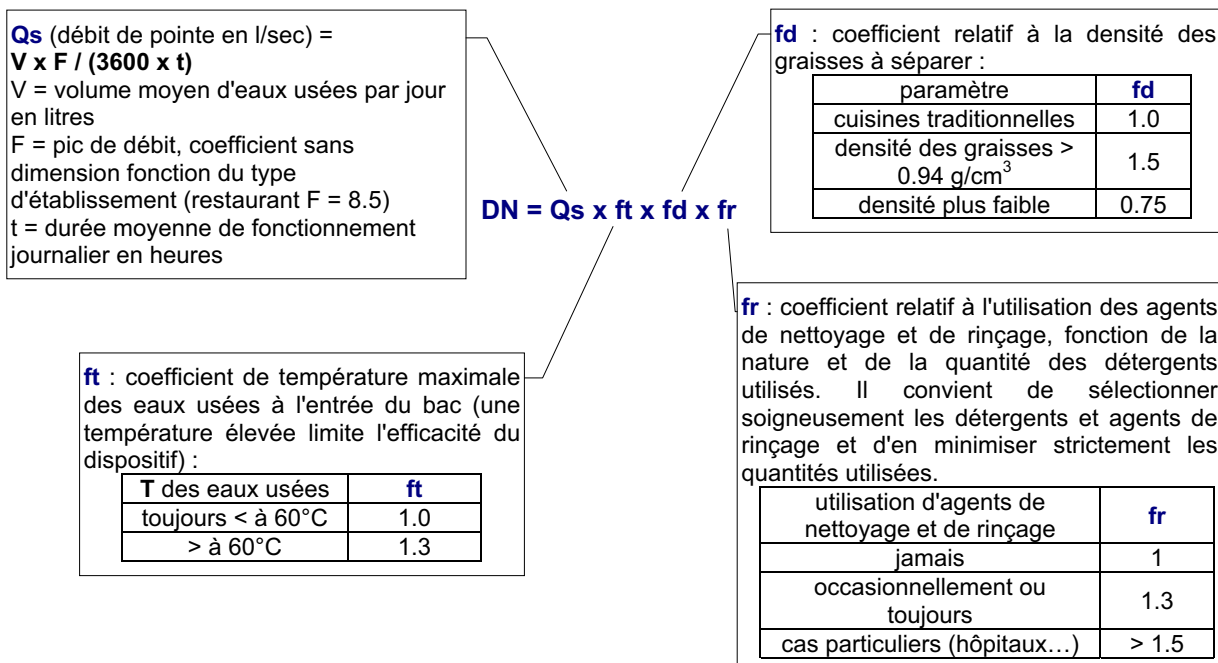 Qs (débit de pointe en l/sec) =
V x F / (3600 x t)
V = volume moyen d'eaux usées par jour
en litres
F = pic de débit, coefficient sans
dimension fonction du type
d'établissement (restaurant F = 8.5)
t = durée moyenne de fonctionnement
journalier en heures
fd : coefficient relatif à la densité des
graisses à séparer :
paramètre fd
cuisines traditionnelles 1.0
densité des graisses >
0.94 g/cm³ 1.5
densité plus faible 0.75
DN = Qs x ft x fd x fr
ft : coefficient de température maximale
des eaux usées à l'entrée du bac (une
température élevée limite l'efficacité du
dispositif) :
T des eaux usées ft
toujours < à 60°C 1.0
> à 60°C 1.3
fr : coefficient relatif à l'utilisation des agents
de nettoyage et de rinçage, fonction de la
nature et de la quantité des détergents
utilisés. Il convient de sélectionner
soigneusement les détergents et agents de
rinçage et d'en minimiser strictement les
quantités utilisées.
utilisation d'agents de
nettoyage et de rinçage fr
jamais 1
occasionnellement ou
toujours 1.3
cas particuliers (hôpitaux…) > 1.5